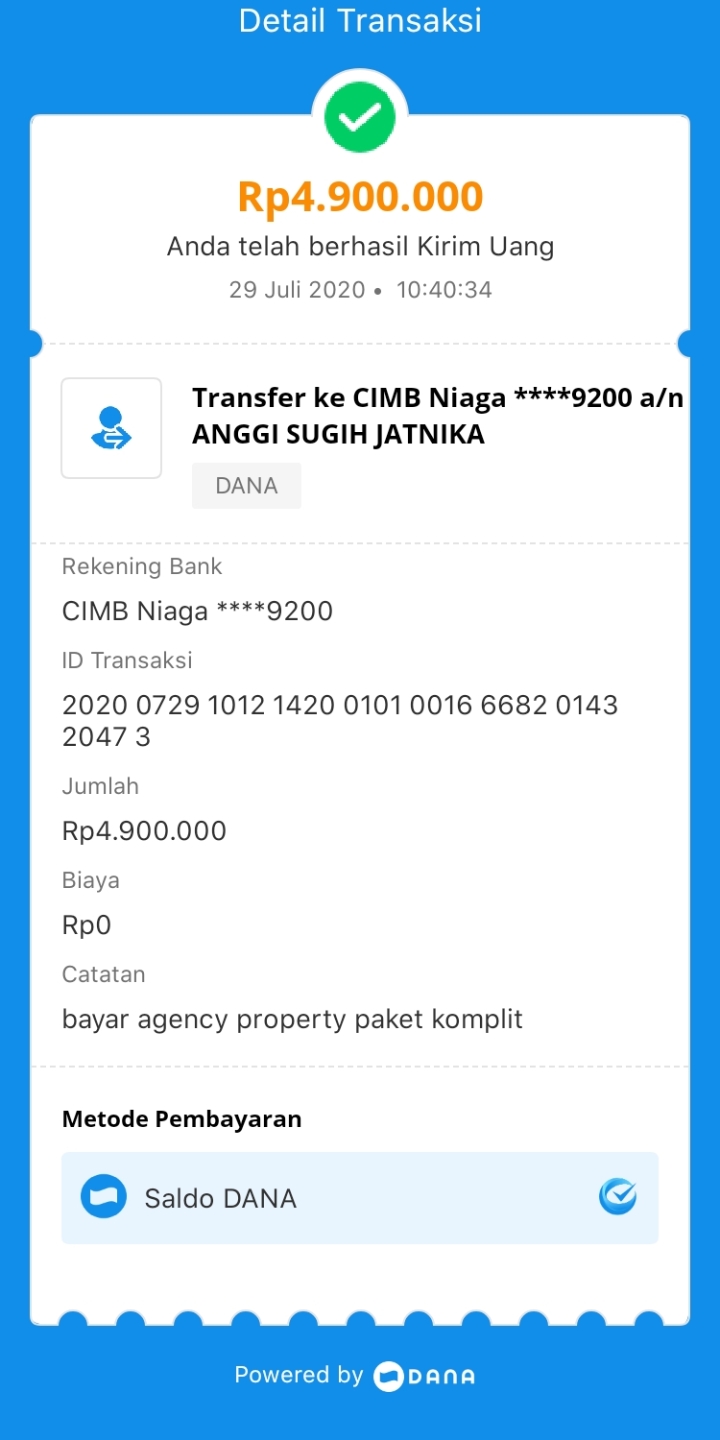 Detail Transaksi
Rp4.900.000
Anda telah berhasil Kirim Uang
29 Juli 2020 • 10:40:34
Transfer ke CIMB Niaga ****9200 a/n
ANGGI SUGIH JATNIKA
DANA
Rekening Bank
CIMB Niaga ****9200
ID Transaksi
2020 0729 1012 1420 0101 0016 6682 0143
2047 3
Jumlah
Rp4.900.000
Biaya
Rp0
Catatan
bayar agency property paket komplit
Metode Pembayaran
Saldo DANA
Powered by DANA